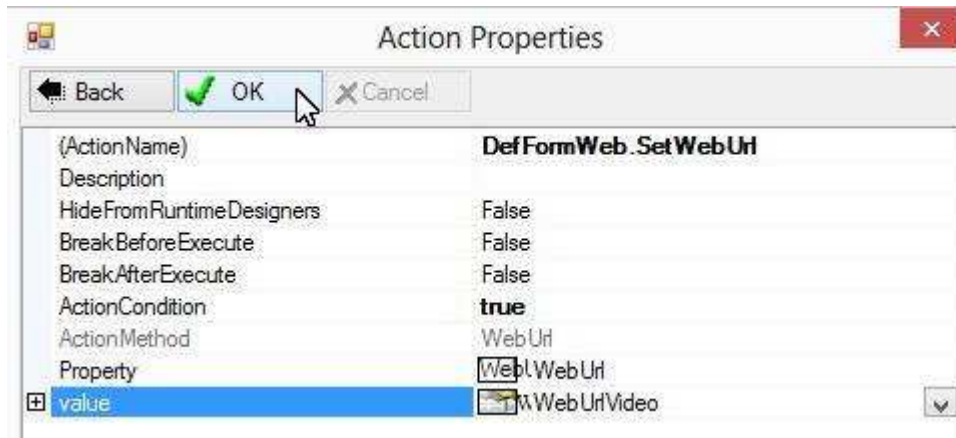 Action Properties
Back OK Cancel
(ActionName) DefFormWeb.SetWebUrl
Description
HideFromRuntimeDesigners False
BreakBeforeExecute False
BreakAfterExecute False
ActionCondition true
ActionMethod WebUrl
Property WebUrl
value WebUrlVideo